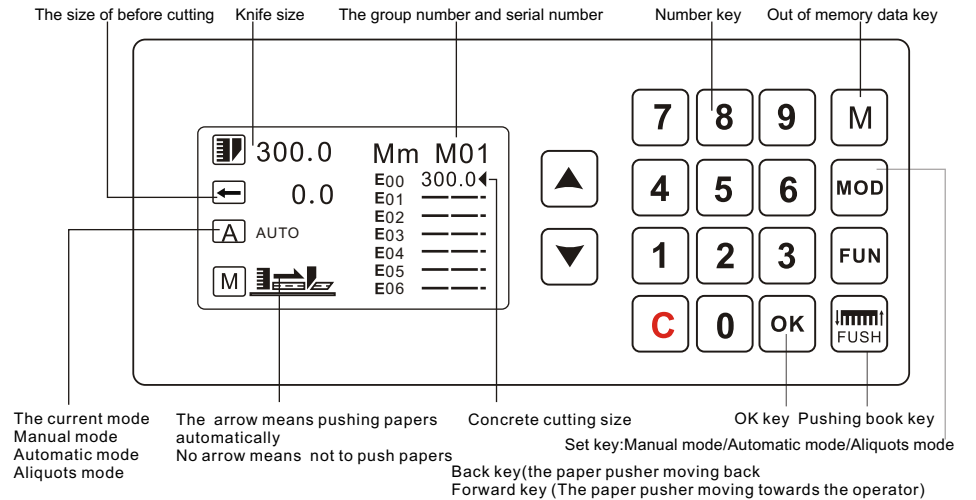 The size of before cutting
Knife size
The group number and serial number
Number key
Out of memory data key
300.0
Mm M01
0.0
E00 300.0
E01
E02
E03
E04
E05
E06
A AUTO
M
7 8 9 M
4 5 6 MOD
1 2 3 FUN
C 0 OK FUSH
The current mode
Manual mode
Automatic mode
Aliquots mode
The arrow means pushing papers
automatically
No arrow means not to push papers
Concrete cutting size
OK key
Pushing book key
Set key:Manual mode/Automatic mode/Aliquots mode
Back key(the paper pusher moving back
Forward key (The paper pusher moving towards the operator)